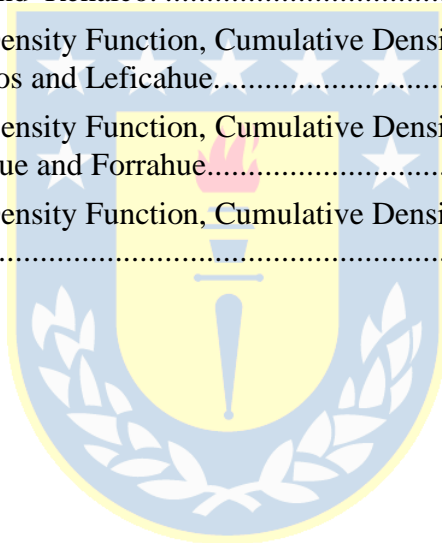 and Renaico. ....................................
ensity Function, Cumulative Densi
os and Leficahue..............................
ensity Function, Cumulative Densi
ue and Forrahue...............................
ensity Function, Cumulative Densi
....................................................